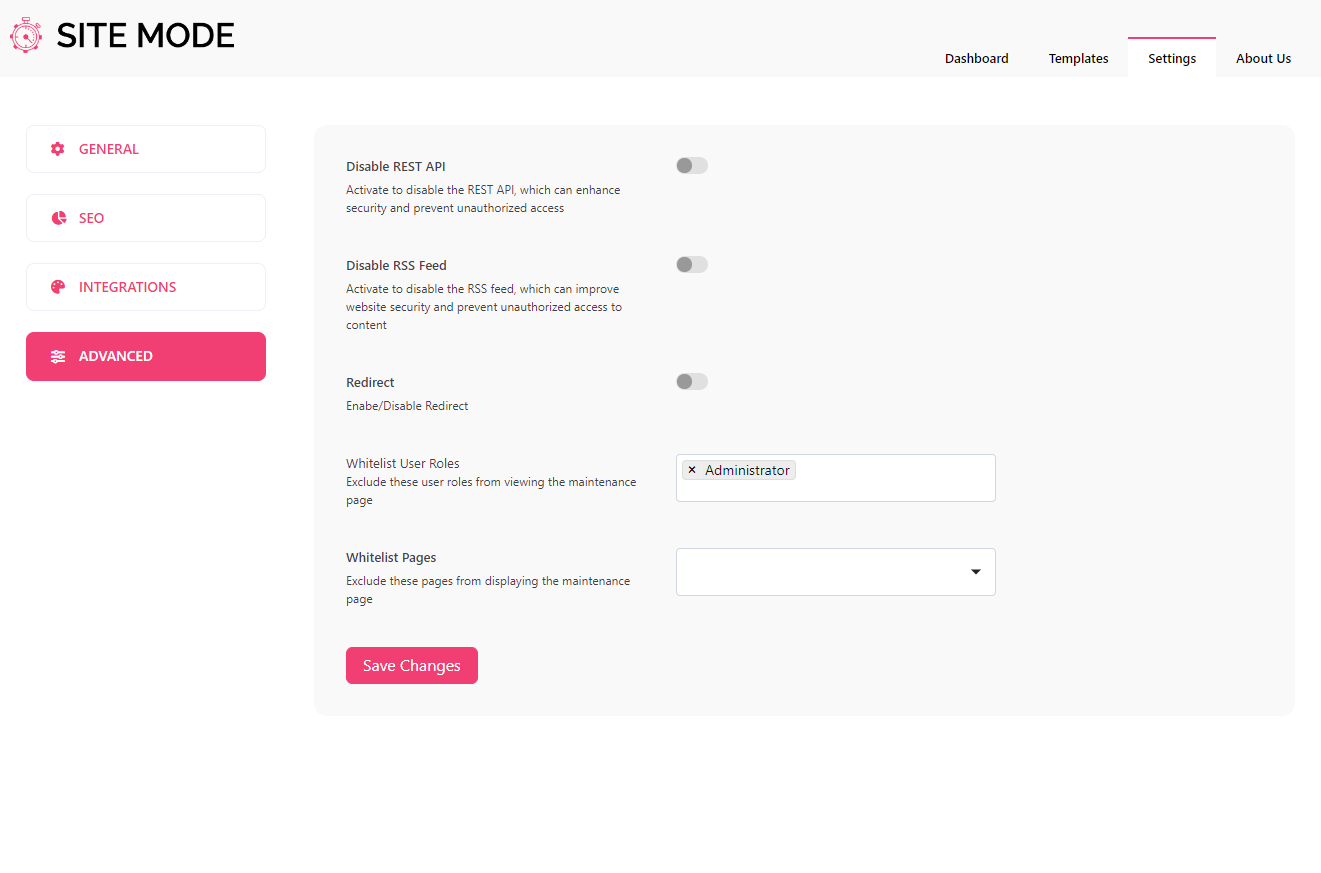 SITE MODE
Dashboard
Templates
Settings
About Us
GENERAL
SEO
INTEGRATIONS
ADVANCED
Disable REST API
Activate to disable the REST API, which can enhance
security and prevent unauthorized access
Disable RSS Feed
Activate to disable the RSS feed, which can improve
website security and prevent unauthorized access to
content
Redirect
Enabe/Disable Redirect
Whitelist User Roles
Exclude these user roles from viewing the maintenance
page
× Administrator
Whitelist Pages
Exclude these pages from displaying the maintenance
page
Save Changes